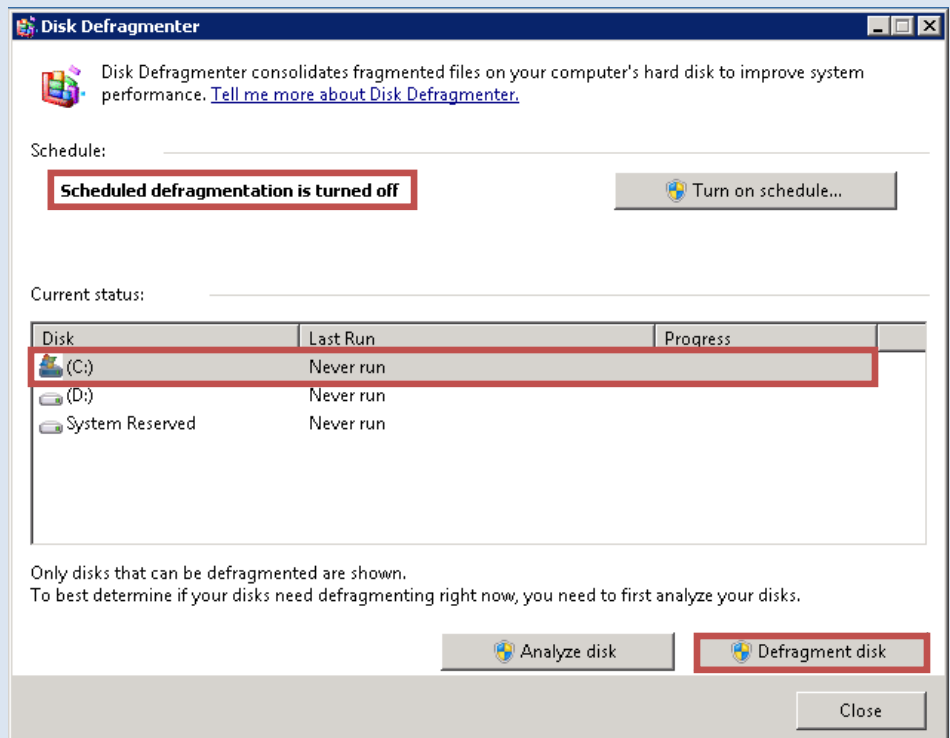 Disk Defragmenter
Disk Defragmenter consolidates fragmented files on your computer's hard disk to improve system
performance. Tell me more about Disk Defragmenter.
Schedule:
Scheduled defragmentation is turned off
Turn on schedule...
Current status:
Disk Last Run Progress
(C:) Never run
(D:) Never run
System Reserved Never run
Only disks that can be defragmented are shown.
To best determine if your disks need defragmenting right now, you need to first analyze your disks.
Analyze disk Defragment disk
Close